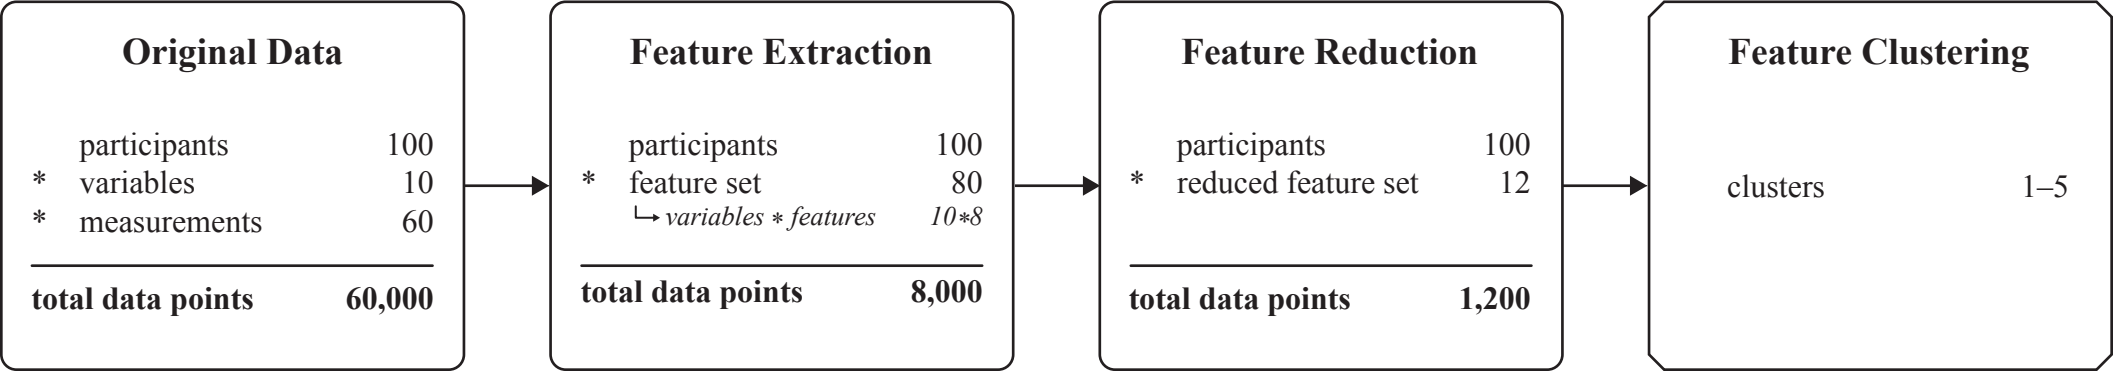 Original Data
participants 100
* variables 10
* measurements 60
total data points 60,000
Feature Extraction
participants 100
* feature set 80
variables * features 10*8
total data points 8,000
Feature Reduction
participants 100
* reduced feature set 12
total data points 1,200
Feature Clustering
clusters 1–5